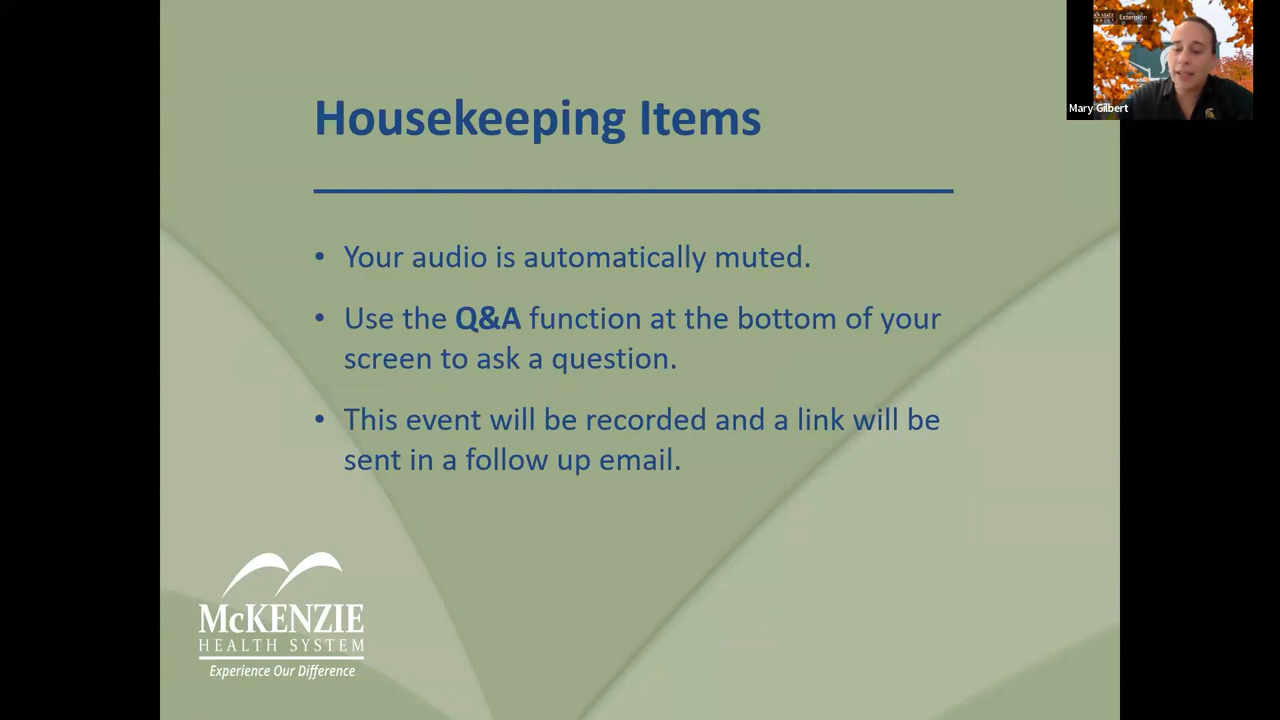 Extension
Mary Gilbert
Housekeeping Items
• Your audio is automatically muted.
• Use the Q&A function at the bottom of your
screen to ask a question.
• This event will be recorded and a link will be
sent in a follow up email.
McKENZIE
HEALTH SYSTEM
Experience Our Difference